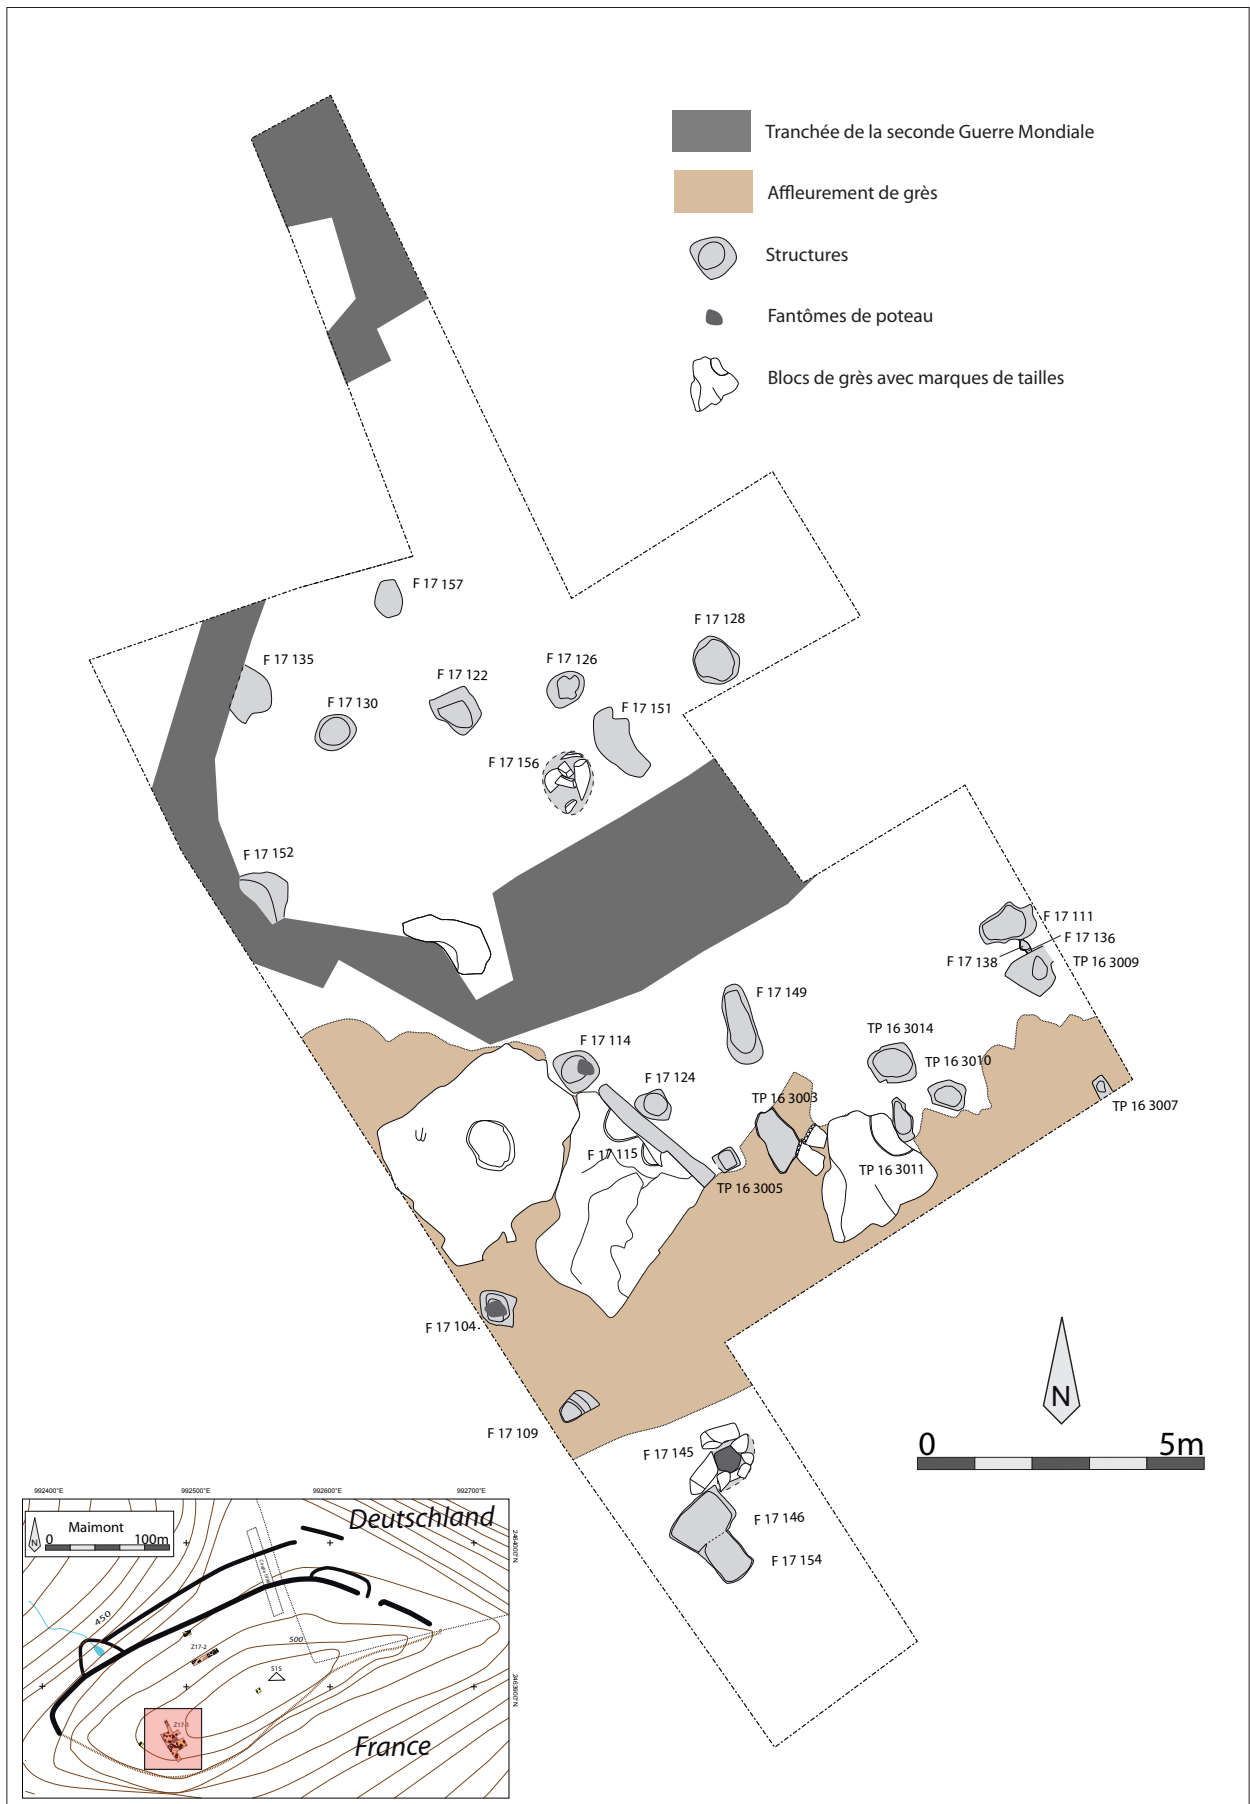 Tranchée de la seconde Guerre Mondiale
Affleurement de grès
Structures
Fantômes de poteau
Blocs de grès avec marques de tailles
F 17 157
F 17 128
F 17 135
F 17 126
F 17 122
F 17 130
F 17 151
F 17 156
F 17 152
F 17 111
F 17 136
F 17 138
TP 16 3009
F 17 149
TP 16 3014
F 17 114
TP 16 3010
F 17 124
TP 16 3003
TP 16 3007
F 17 115
TP 16 3011
TP 16 3005
F 17 104
F 17 109
F 17 145
F 17 146
F 17 154
N
0 5m
992400°E 992500°E 992600°E 992700°E
Maimont
N 0 100m
Deutschland
450
Z17-2
500
515
Z17-1
France